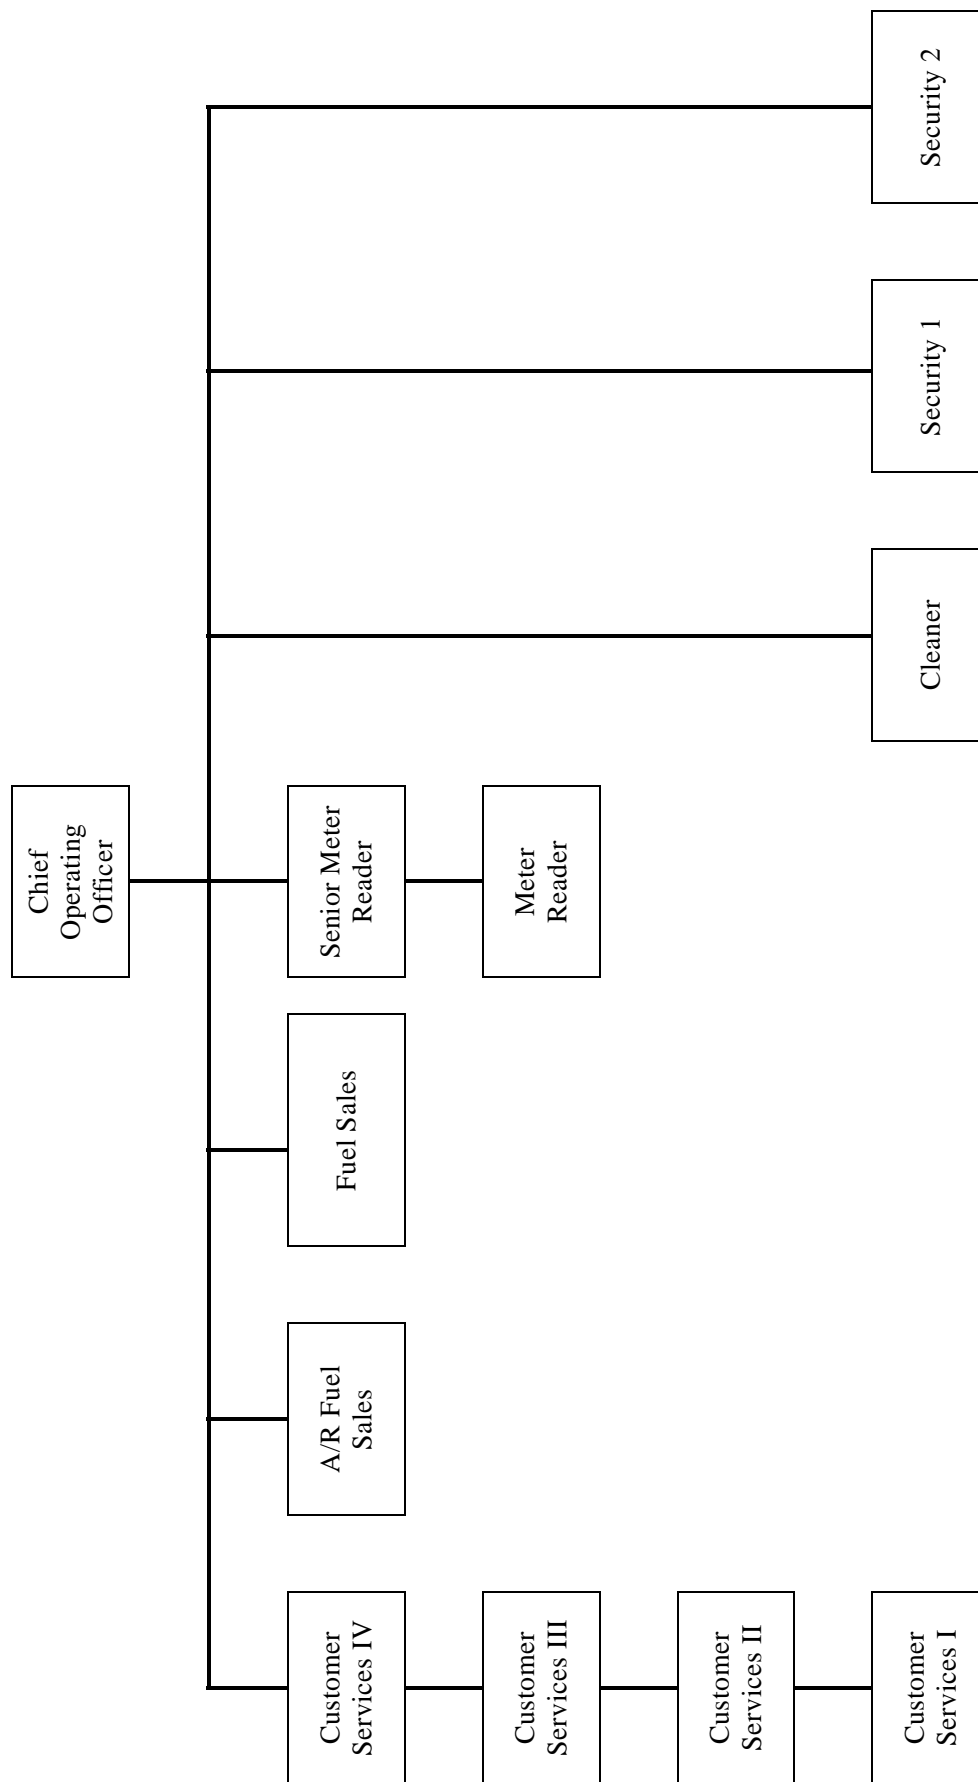 Chief
Operating
Officer
Customer
Services IV
A/R Fuel
Sales
Fuel Sales
Senior Meter
Reader
Customer
Services III
Meter
Reader
Customer
Services II
Customer
Services I
Cleaner
Security 1
Security 2